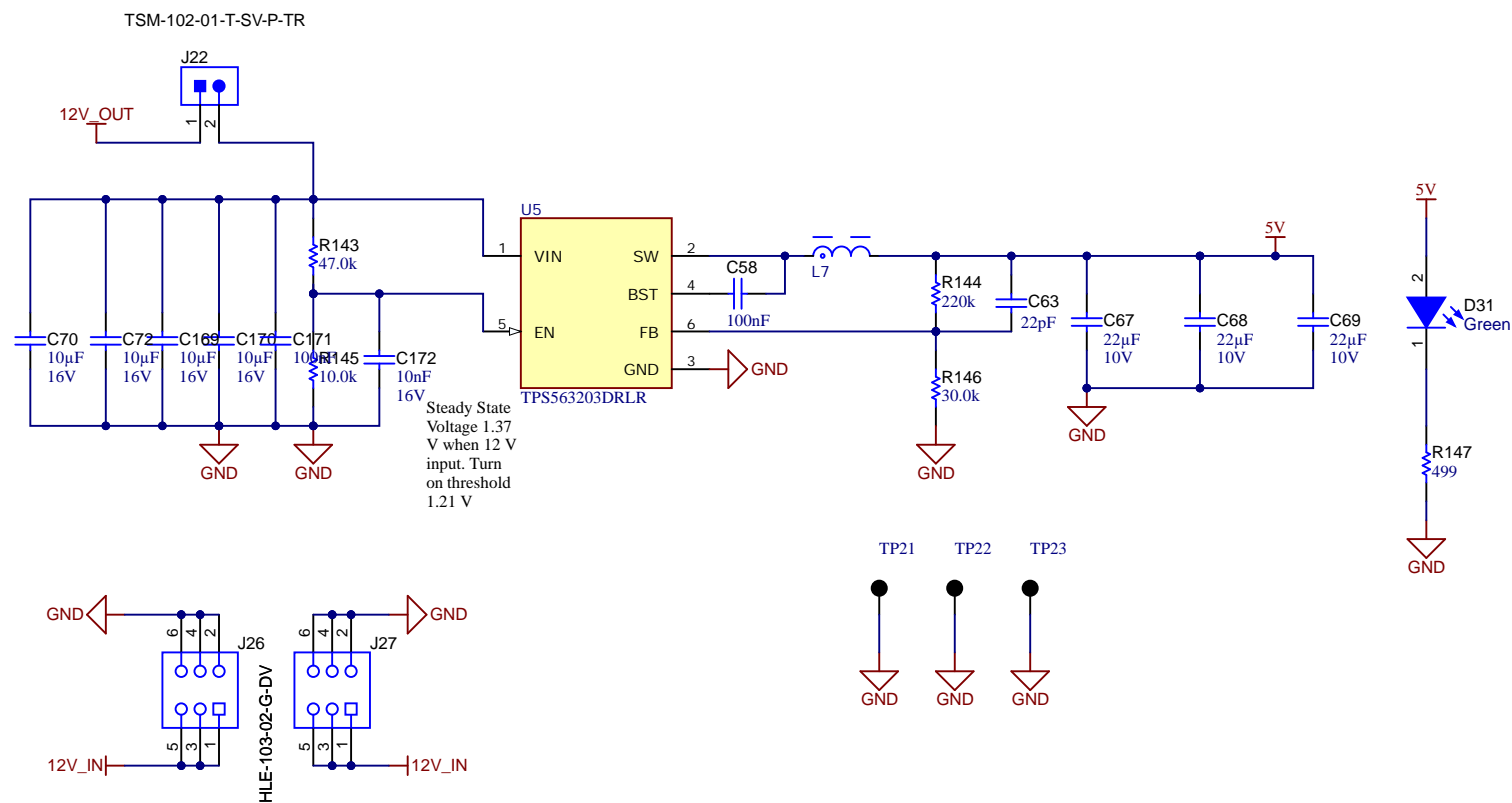 TSM-102-01-T-SV-P-TR
J22
12V_OUT
1
2
R143
47.0k
C70
10µF
16V
C72
10µF
16V
C169
10µF
16V
C170
10µF
16V
C171
100nF
R145
10.0k
C172
10nF
16V
Steady State
Voltage 1.37
V when 12 V
input. Turn
on threshold
1.21 V
GND
GND
U5
1
VIN
5
EN
SW
2
BST
4
FB
6
GND
3
GND
TPS563203DRLR
C58
100nF
L7
R144
220k
C63
22pF
R146
30.0k
GND
5V
C67
22µF
10V
C68
22µF
10V
C69
22µF
10V
GND
5V
2
D31
Green
1
R147
499
GND
TP21
TP22
TP23
GND
GND
GND
GND
6
4
2
J26
5
3
1
12V_IN
HLE-103-02-G-DV
GND
6
4
2
J27
5
3
1
12V_IN